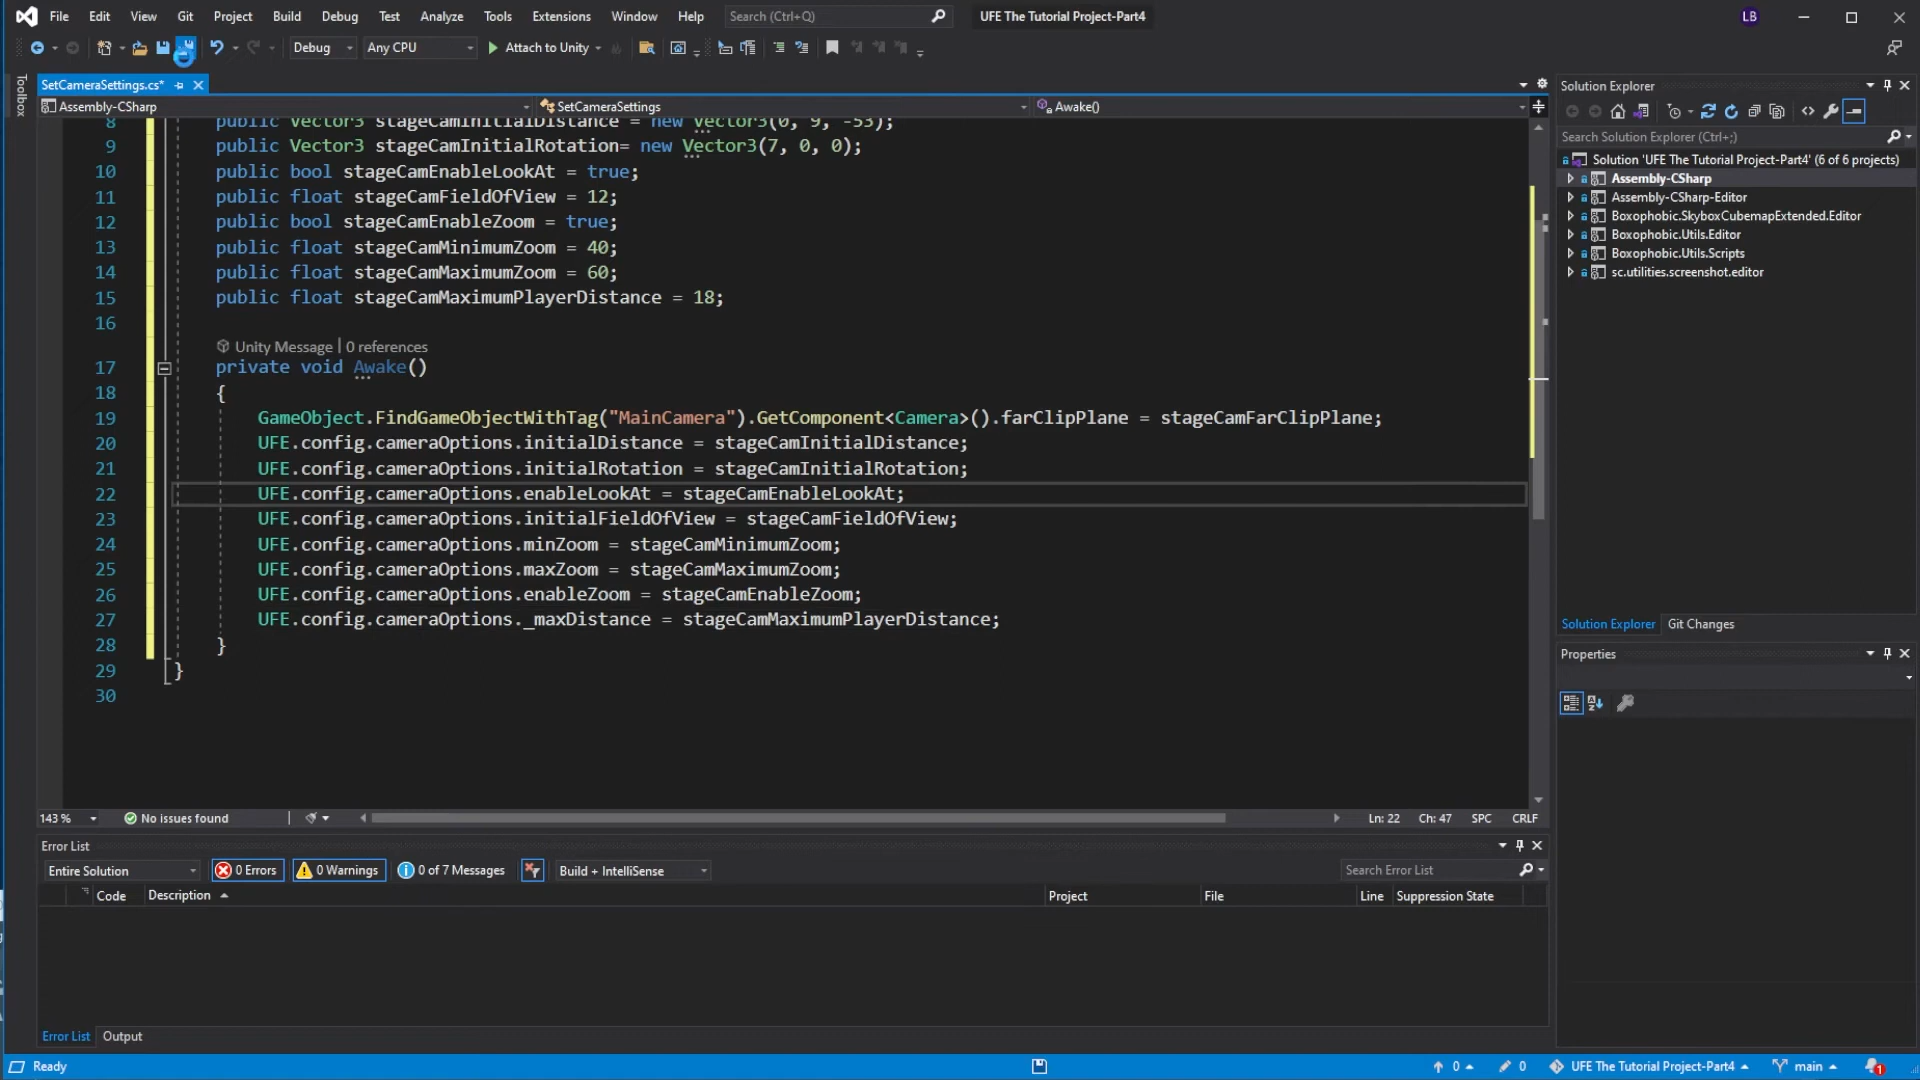 File Edit View Git Project Build Debug Test Analyze Tools Extensions Window Help Search (Ctrl+Q) UFE The Tutorial Project-Part4 LB
Debug Any CPU Attach to Unity
Toolbox
SetCameraSettings.cs*
Assembly-CSharp SetCameraSettings Awake()
8 public Vector3 stageCamInitialDistance = new Vector3(0, 9, -53);
9 public Vector3 stageCamInitialRotation= new Vector3(7, 0, 0);
10 public bool stageCamEnableLookAt = true;
11 public float stageCamFieldOfView = 12;
12 public bool stageCamEnableZoom = true;
13 public float stageCamMinimumZoom = 40;
14 public float stageCamMaximumZoom = 60;
15 public float stageCamMaximumPlayerDistance = 18;
16
Unity Message | 0 references
17 private void Awake()
18 {
19 GameObject.FindGameObjectWithTag("MainCamera").GetComponent<Camera>().farClipPlane = stageCamFarClipPlane;
20 UFE.config.cameraOptions.initialDistance = stageCamInitialDistance;
21 UFE.config.cameraOptions.initialRotation = stageCamInitialRotation;
22 UFE.config.cameraOptions.enableLookAt = stageCamEnableLookAt;
23 UFE.config.cameraOptions.initialFieldOfView = stageCamFieldOfView;
24 UFE.config.cameraOptions.minZoom = stageCamMinimumZoom;
25 UFE.config.cameraOptions.maxZoom = stageCamMaximumZoom;
26 UFE.config.cameraOptions.enableZoom = stageCamEnableZoom;
27 UFE.config.cameraOptions._maxDistance = stageCamMaximumPlayerDistance;
28 }
29 }
30
143 % No issues found Ln: 22 Ch: 47 SPC CRLF
Error List
Entire Solution 0 Errors 0 Warnings 0 of 7 Messages Build + IntelliSense Search Error List
Code Description Project File Line Suppression State
Error List Output
Solution Explorer
Search Solution Explorer (Ctrl+;)
Solution 'UFE The Tutorial Project-Part4' (6 of 6 projects)
Assembly-CSharp
Assembly-CSharp-Editor
Boxophobic.SkyboxCubemapExtended.Editor
Boxophobic.Utils.Editor
Boxophobic.Utils.Scripts
sc.utilities.screenshot.editor
Solution Explorer Git Changes
Properties
Ready 0 0 UFE The Tutorial Project-Part4 main 1